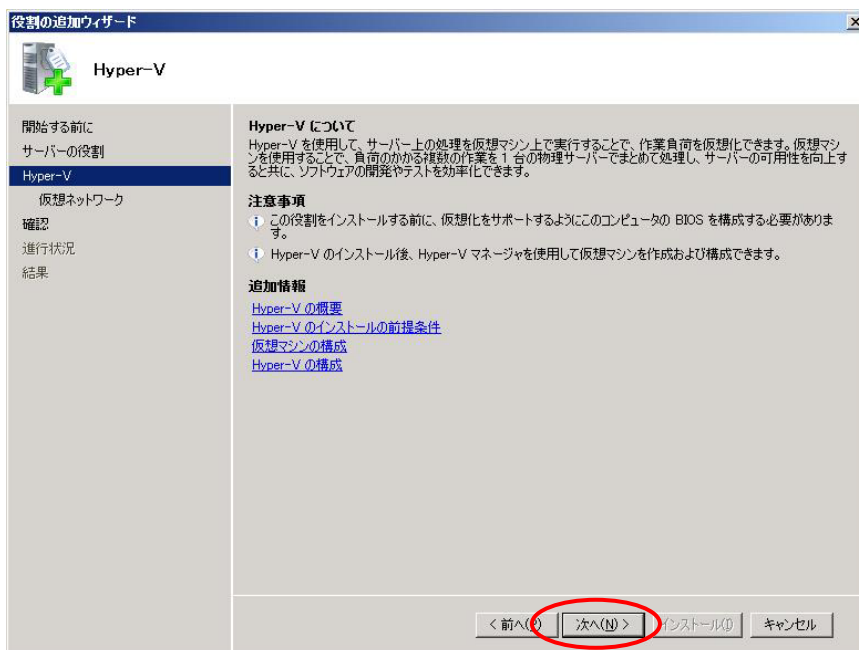 役割の追加ウィザード
Hyper-V
開始する前に
サーバーの役割
Hyper-V
仮想ネットワーク
確認
進行状況
結果
Hyper-V について
Hyper-V を使用して、サーバー上の処理を仮想マシン上で実行することで、作業負荷を仮想化できます。仮想マシ
ンを使用することで、負荷のかかる複数の作業を 1 台の物理サーバーでまとめて処理し、サーバーの可用性を向上す
ると共に、ソフトウェアの開発やテストを効率化できます。
注意事項
この役割をインストールする前に、仮想化をサポートするようにこのコンピュータの BIOS を構成する必要がありま
す。
Hyper-V のインストール後、Hyper-V マネージャを使用して仮想マシンを作成および構成できます。
追加情報
Hyper-V の概要
Hyper-V のインストールの前提条件
仮想マシンの構成
Hyper-V の構成
< 前へ(P) 次へ(N) > インストール(I) キャンセル